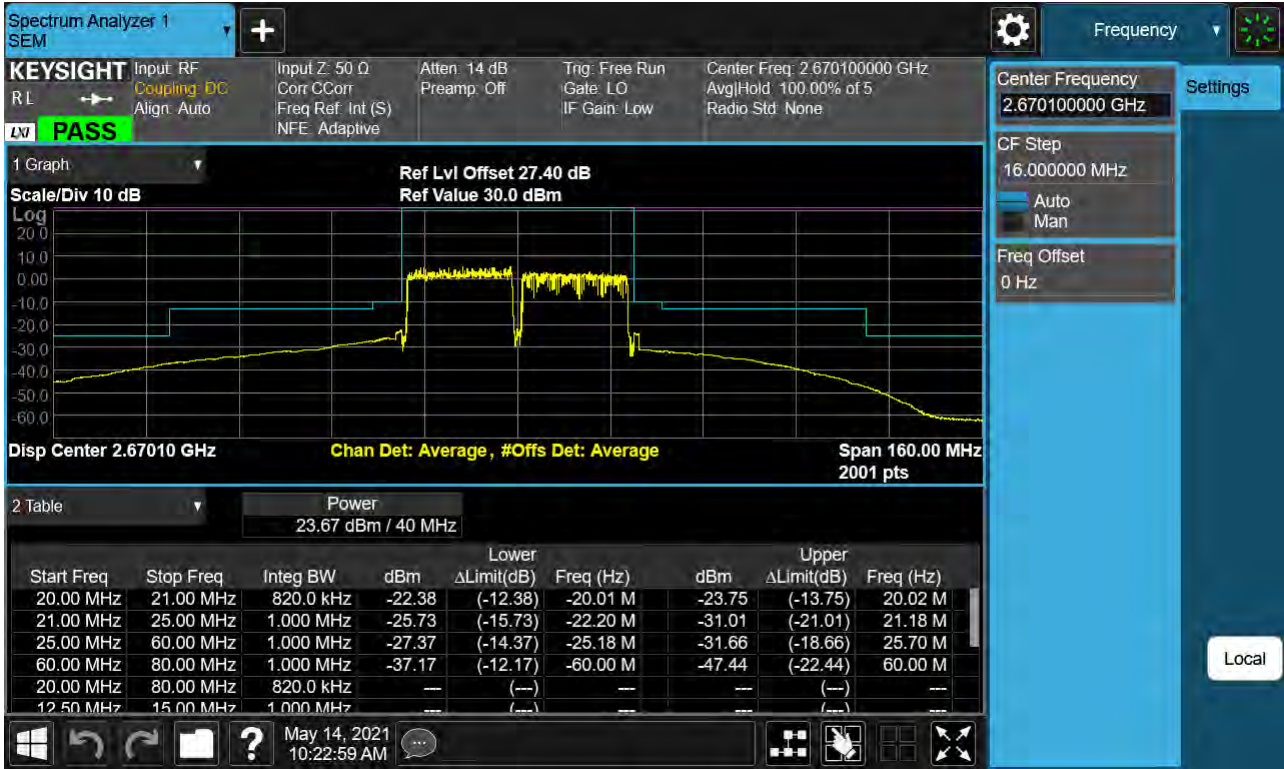 Spectrum Analyzer 1
SEM
Frequency
KEYSIGHT
RL
LXI
PASS
Input: RF
Coupling: DC
Align: Auto
Input Z: 50 Ω
Corr CCorr
Freq Ref: Int (S)
NFE: Adaptive
Atten: 14 dB
Preamp: Off
Trig: Free Run
Gate: LO
IF Gain: Low
Center Freq: 2.670100000 GHz
Avg|Hold: 100.00% of 5
Radio Std: None
Center Frequency
2.670100000 GHz
Settings
CF Step
16.000000 MHz
Auto
Man
Freq Offset
0 Hz
Local
1 Graph
Scale/Div 10 dB
Ref Lvl Offset 27.40 dB
Ref Value 30.0 dBm
Log
20.0
10.0
0.00
-10.0
-20.0
-30.0
-40.0
-50.0
-60.0
Disp Center 2.67010 GHz
Chan Det: Average, #Offs Det: Average
Span 160.00 MHz
2001 pts
2 Table
Power
23.67 dBm / 40 MHz
Lower Upper
Start Freq Stop Freq Integ BW dBm ΔLimit(dB) Freq (Hz) dBm ΔLimit(dB) Freq (Hz)
20.00 MHz 21.00 MHz 820.0 kHz -22.38 (-12.38) -20.01 M -23.75 (-13.75) 20.02 M
21.00 MHz 25.00 MHz 1.000 MHz -25.73 (-15.73) -22.20 M -31.01 (-21.01) 21.18 M
25.00 MHz 60.00 MHz 1.000 MHz -27.37 (-14.37) -25.18 M -31.66 (-18.66) 25.70 M
60.00 MHz 80.00 MHz 1.000 MHz -37.17 (-12.17) -60.00 M -47.44 (-22.44) 60.00 M
20.00 MHz 80.00 MHz 820.0 kHz --- (---) --- --- (---) ---
12.50 MHz 15.00 MHz 1.000 MHz --- (---) --- --- (---) ---
?
May 14, 2021
10:22:59 AM